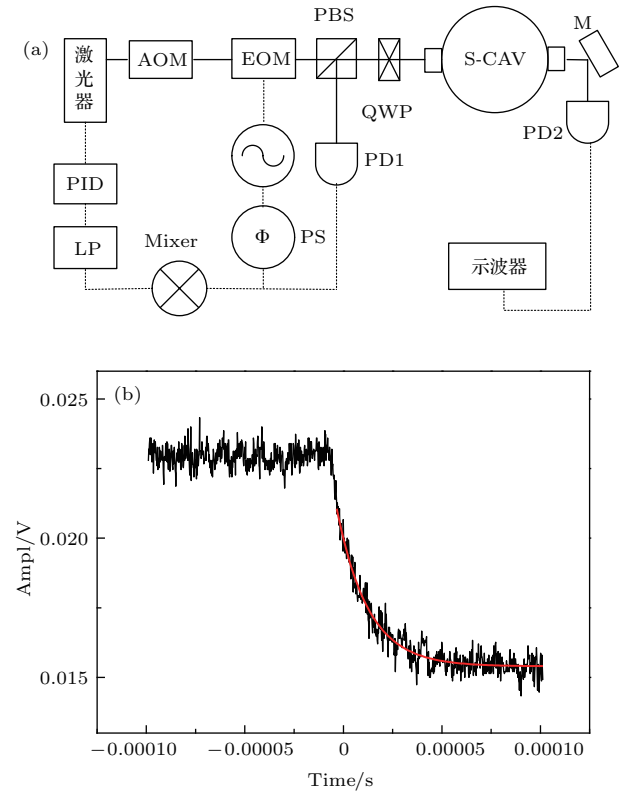 (a)
激光器
AOM
EOM
PBS
QWP
S-CAV
M
PD2
PD1
PID
LP
Mixer
Φ
PS
示波器
(b)
0.025
0.020
0.015
Ampl/V
−0.00010
−0.00005
0
0.00005
0.00010
Time/s